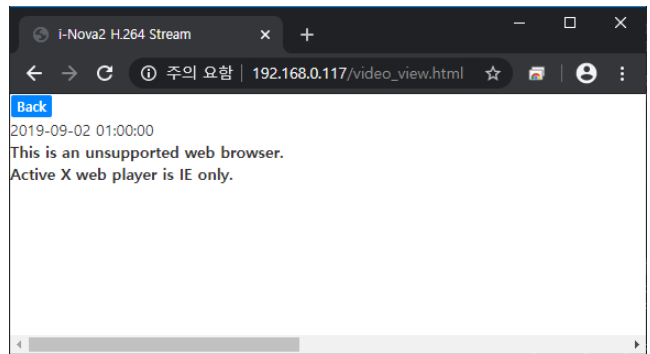 i-Nova2 H.264 Stream
주의 요함 | 192.168.0.117/video_view.html
Back
2019-09-02 01:00:00
This is an unsupported web browser.
Active X web player is IE only.